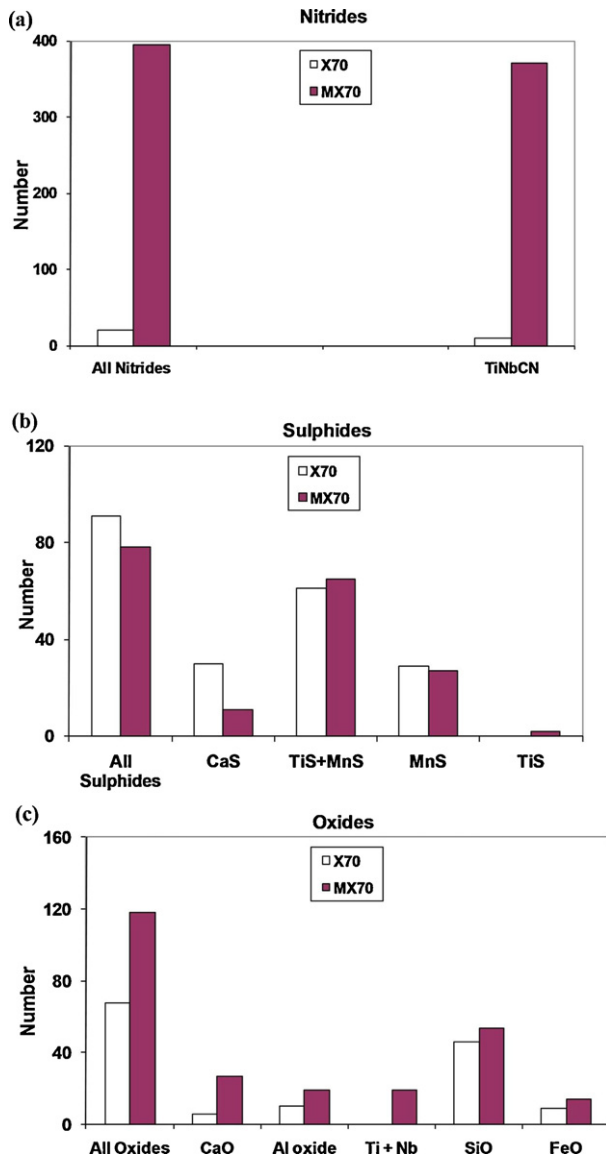 (a)
Nitrides
400
300
200
100
0
Number
X70
MX70
All Nitrides
TiNbCN
(b)
Sulphides
120
80
40
0
Number
X70
MX70
All Sulphides
CaS
TiS+MnS
MnS
TiS
(c)
Oxides
160
120
80
40
0
Number
X70
MX70
All Oxides
CaO
Al oxide
Ti + Nb
SiO
FeO